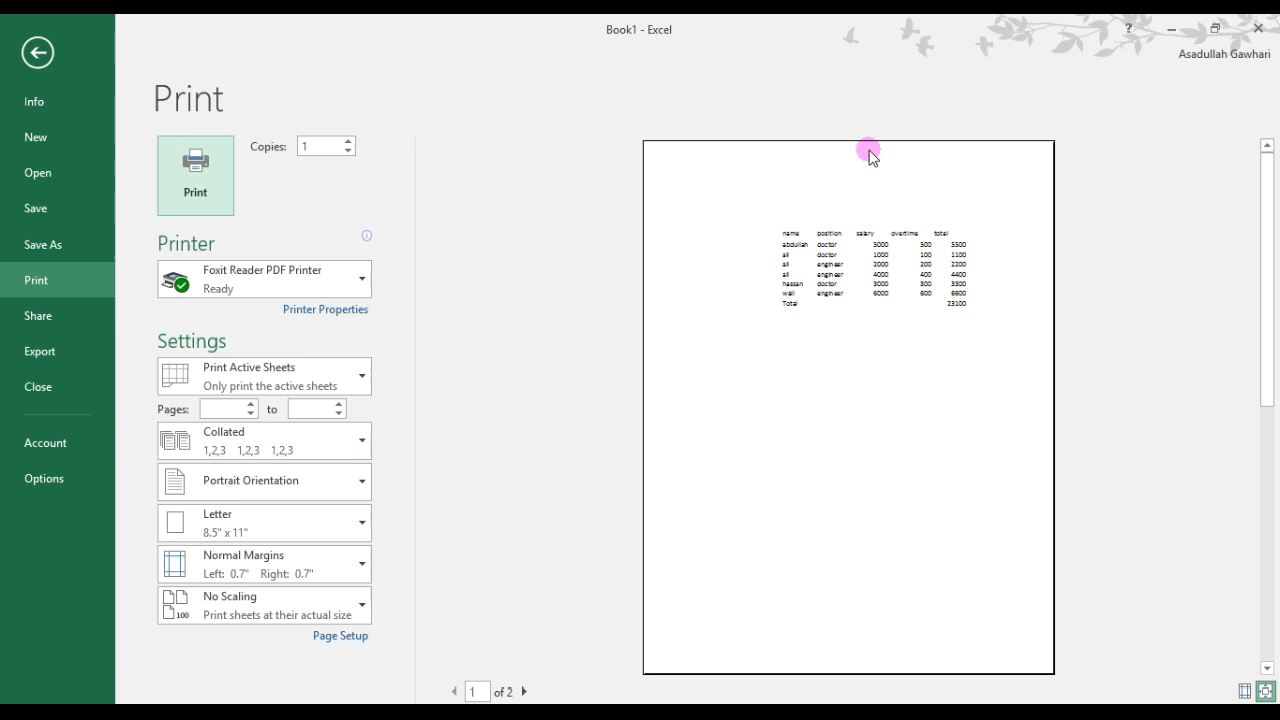 Book1 - Excel
?
Asadullah Gawhari
Info
New
Open
Save
Save As
Print
Share
Export
Close
Account
Options
Print
Print
Copies: 1
Printer
Foxit Reader PDF Printer
Ready
Printer Properties
Settings
Print Active Sheets
Only print the active sheets
Pages: to
Collated
1,2,3 1,2,3 1,2,3
Portrait Orientation
Letter
8.5" x 11"
Normal Margins
Left: 0.7" Right: 0.7"
No Scaling
100
Print sheets at their actual size
Page Setup
name position salary overtime total
abdullah doctor 5000 500 5500
ali doctor 1000 100 1100
ali engineer 2000 200 2200
ali engineer 4000 400 4400
hassan doctor 3000 300 3300
wali engineer 6000 600 6600
Total 23100
1 of 2